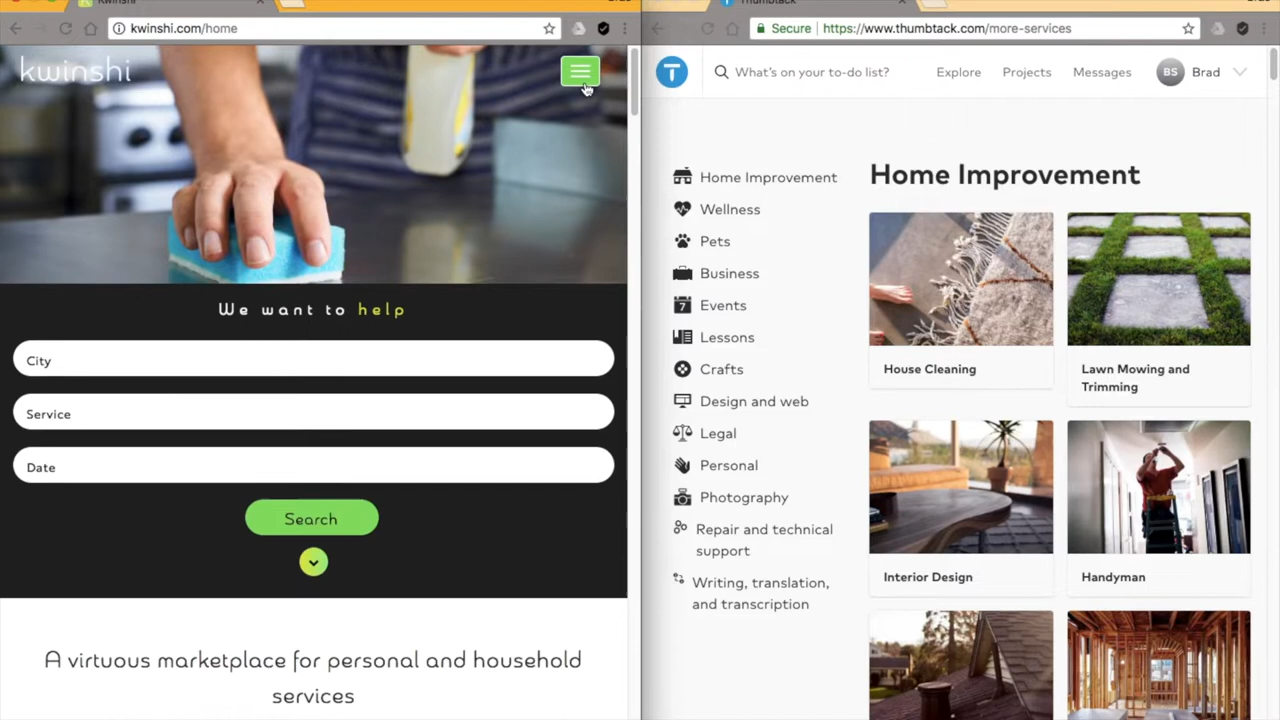 Kwinshi
kwinshi.com/home
kwinshi
We want to help
City
Service
Date
Search
A virtuous marketplace for personal and household
services
Thumbtack
Secure
https://www.thumbtack.com/more-services
T
What's on your to-do list?
Explore
Projects
Messages
BS
Brad
Home Improvement
Wellness
Pets
Business
7
Events
Lessons
Crafts
Design and web
Legal
Personal
Photography
Repair and technical
support
Writing, translation,
and transcription
Home Improvement
House Cleaning
Lawn Mowing and
Trimming
Interior Design
Handyman